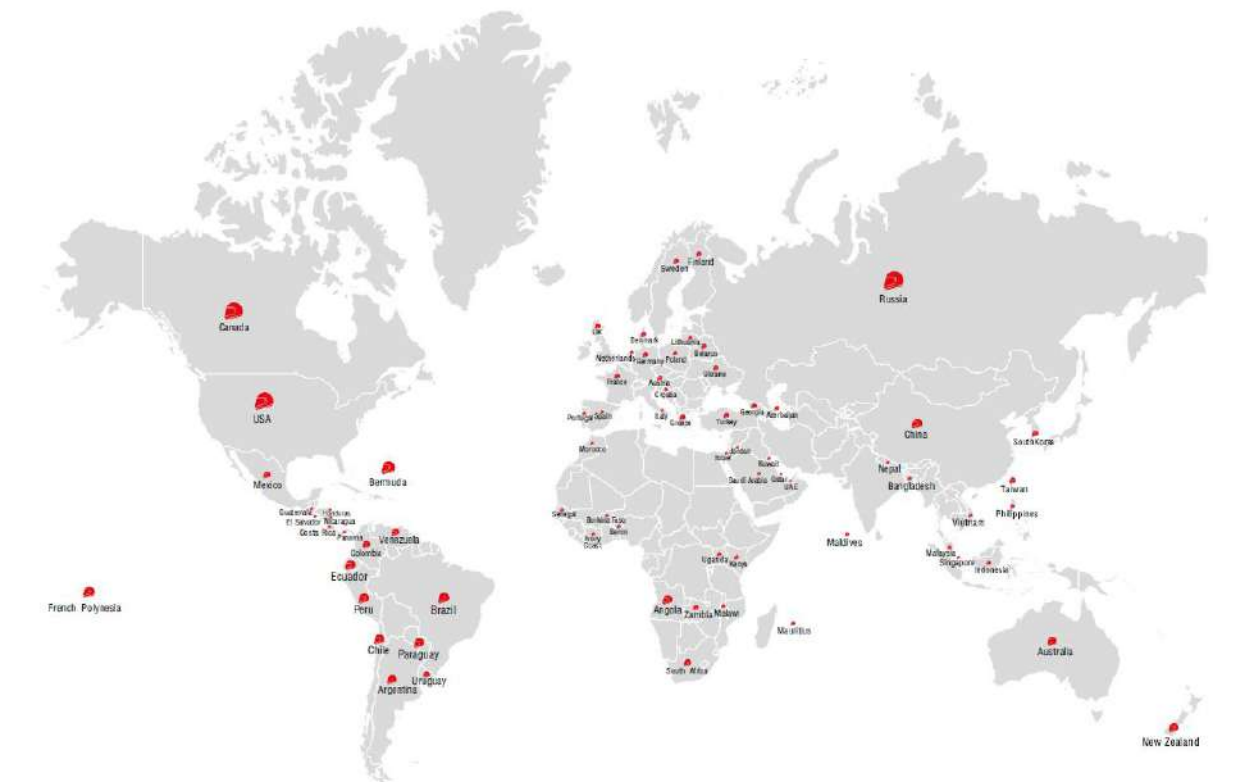 Sweden
Finland
Russia
Canada
UK
Denmark
Lithuania
Netherlands
Germany
Poland
Belarus
Ukraine
France
Austria
Croatia
USA
Portugal
Spain
Italy
Greece
Turkey
Georgia
Azerbaijan
China
South Korea
Morocco
Israel
Jordan
Kuwait
Mexico
Bermuda
Saudi Arabia
Qatar
UAE
Nepal
Bangladesh
Taiwan
Guatemala
Honduras
El Salvador
Nicaragua
Costa Rica
Panama
Venezuela
Colombia
Senegal
Burkina Faso
Benin
Ivory
Coast
Maldives
Vietnam
Philippines
Ecuador
Uganda
Kenya
Malaysia
Singapore
Indonesia
French Polynesia
Peru
Brazil
Angola
Zambia
Malawi
Mauritius
Chile
Paraguay
Australia
South Africa
Argentina
Uruguay
New Zealand